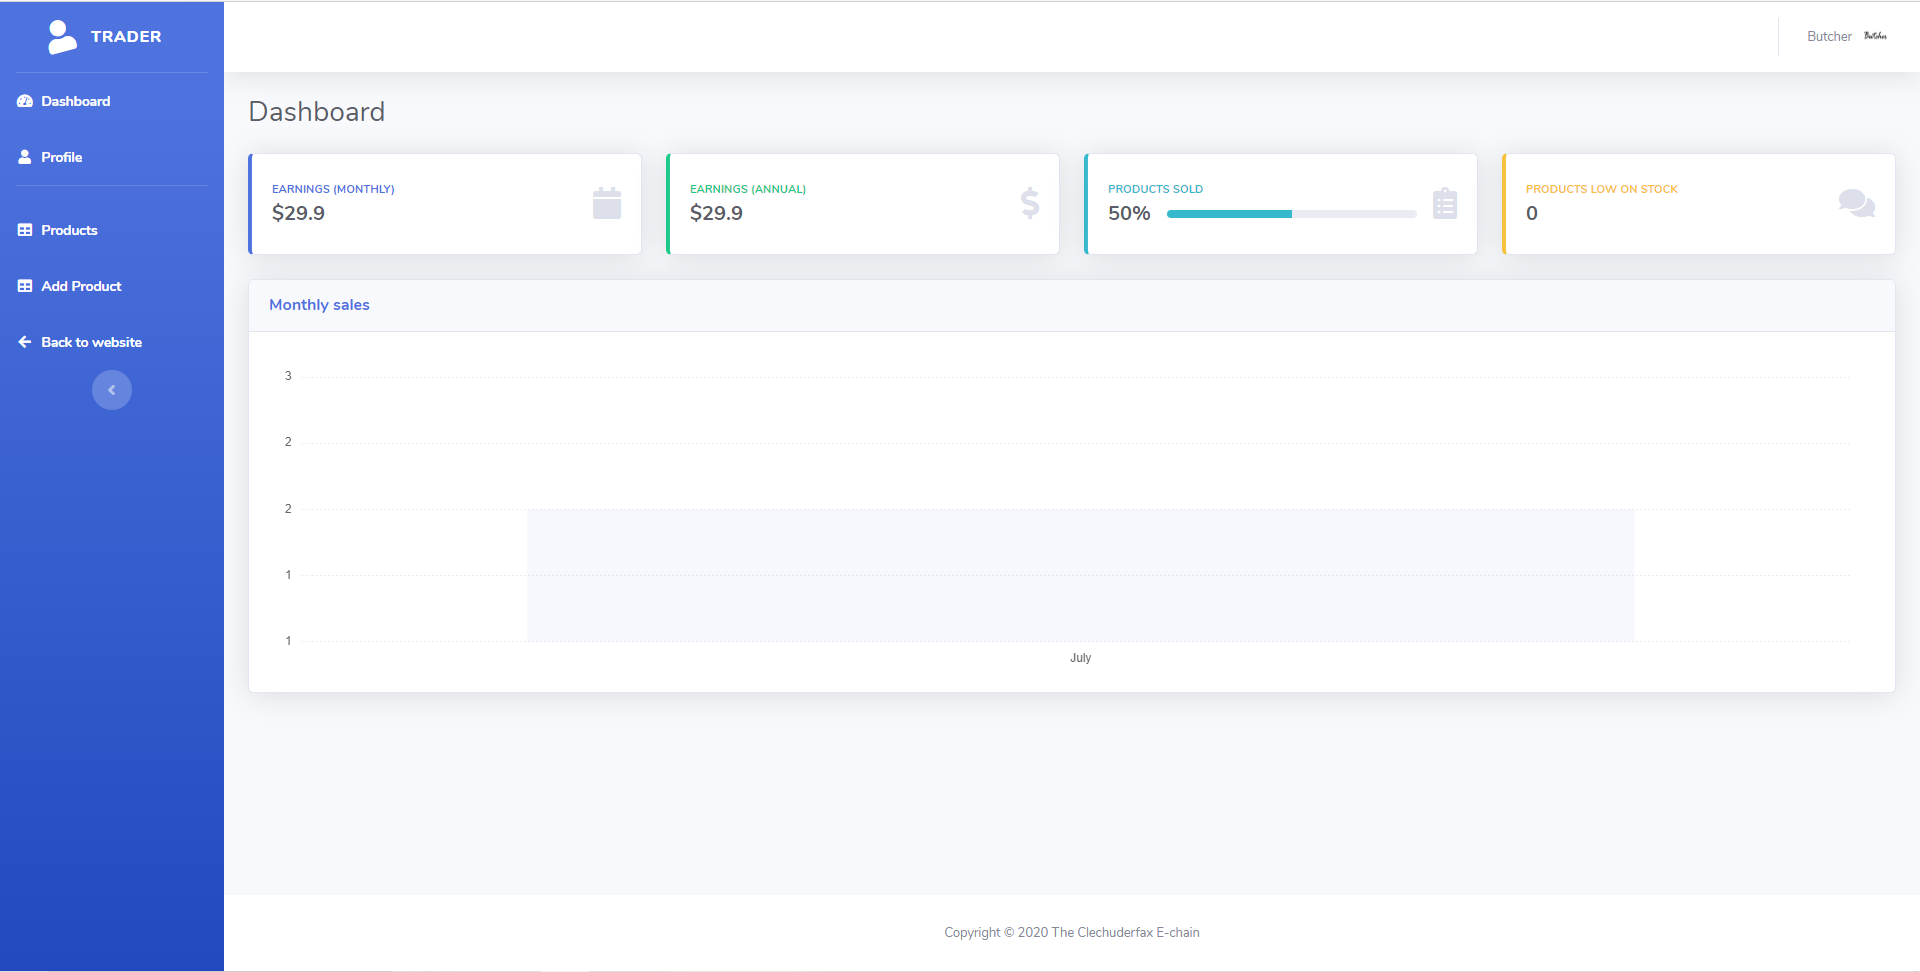 TRADER
Butcher Butcher
Dashboard
Profile
Products
Add Product
Back to website
Dashboard
EARNINGS (MONTHLY)
$29.9
EARNINGS (ANNUAL)
$29.9
PRODUCTS SOLD
50%
PRODUCTS LOW ON STOCK
0
Monthly sales
3
2
2
1
1
July
Copyright © 2020 The Clechuderfax E-chain